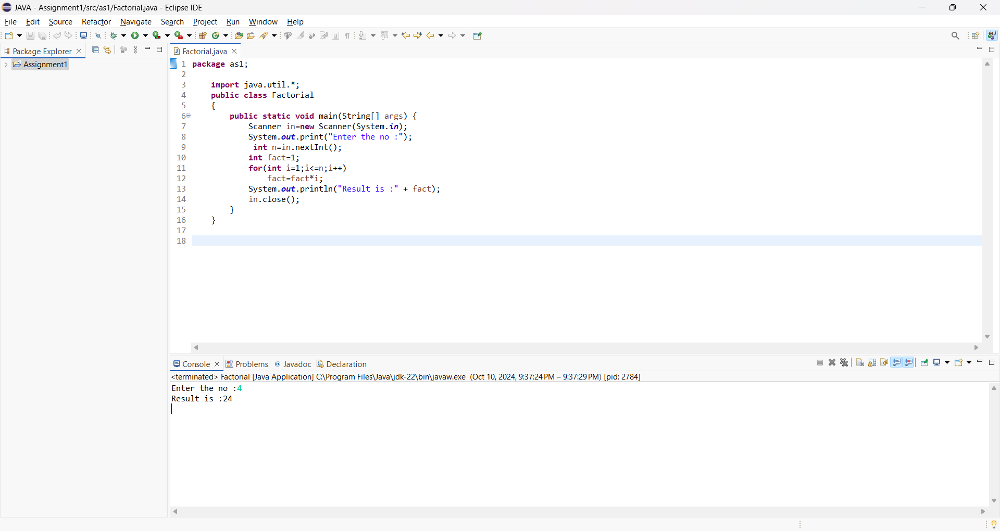 JAVA - Assignment1/src/as1/Factorial.java - Eclipse IDE
File Edit Source Refactor Navigate Search Project Run Window Help
Package Explorer
Factorial.java
Assignment1
1 package as1;
2
3     import java.util.*;
4     public class Factorial
5     {
6         public static void main(String[] args) {
7             Scanner in=new Scanner(System.in);
8             System.out.print("Enter the no :");
9              int n=in.nextInt();
10             int fact=1;
11             for(int i=1;i<=n;i++)
12                 fact=fact*i;
13             System.out.println("Result is :" + fact);
14             in.close();
15         }
16     }
17
18
Console Problems @ Javadoc Declaration
<terminated> Factorial [Java Application] C:\Program Files\Java\jdk-22\bin\javaw.exe (Oct 10, 2024, 9:37:24 PM – 9:37:29 PM) [pid: 2784]
Enter the no :4
Result is :24